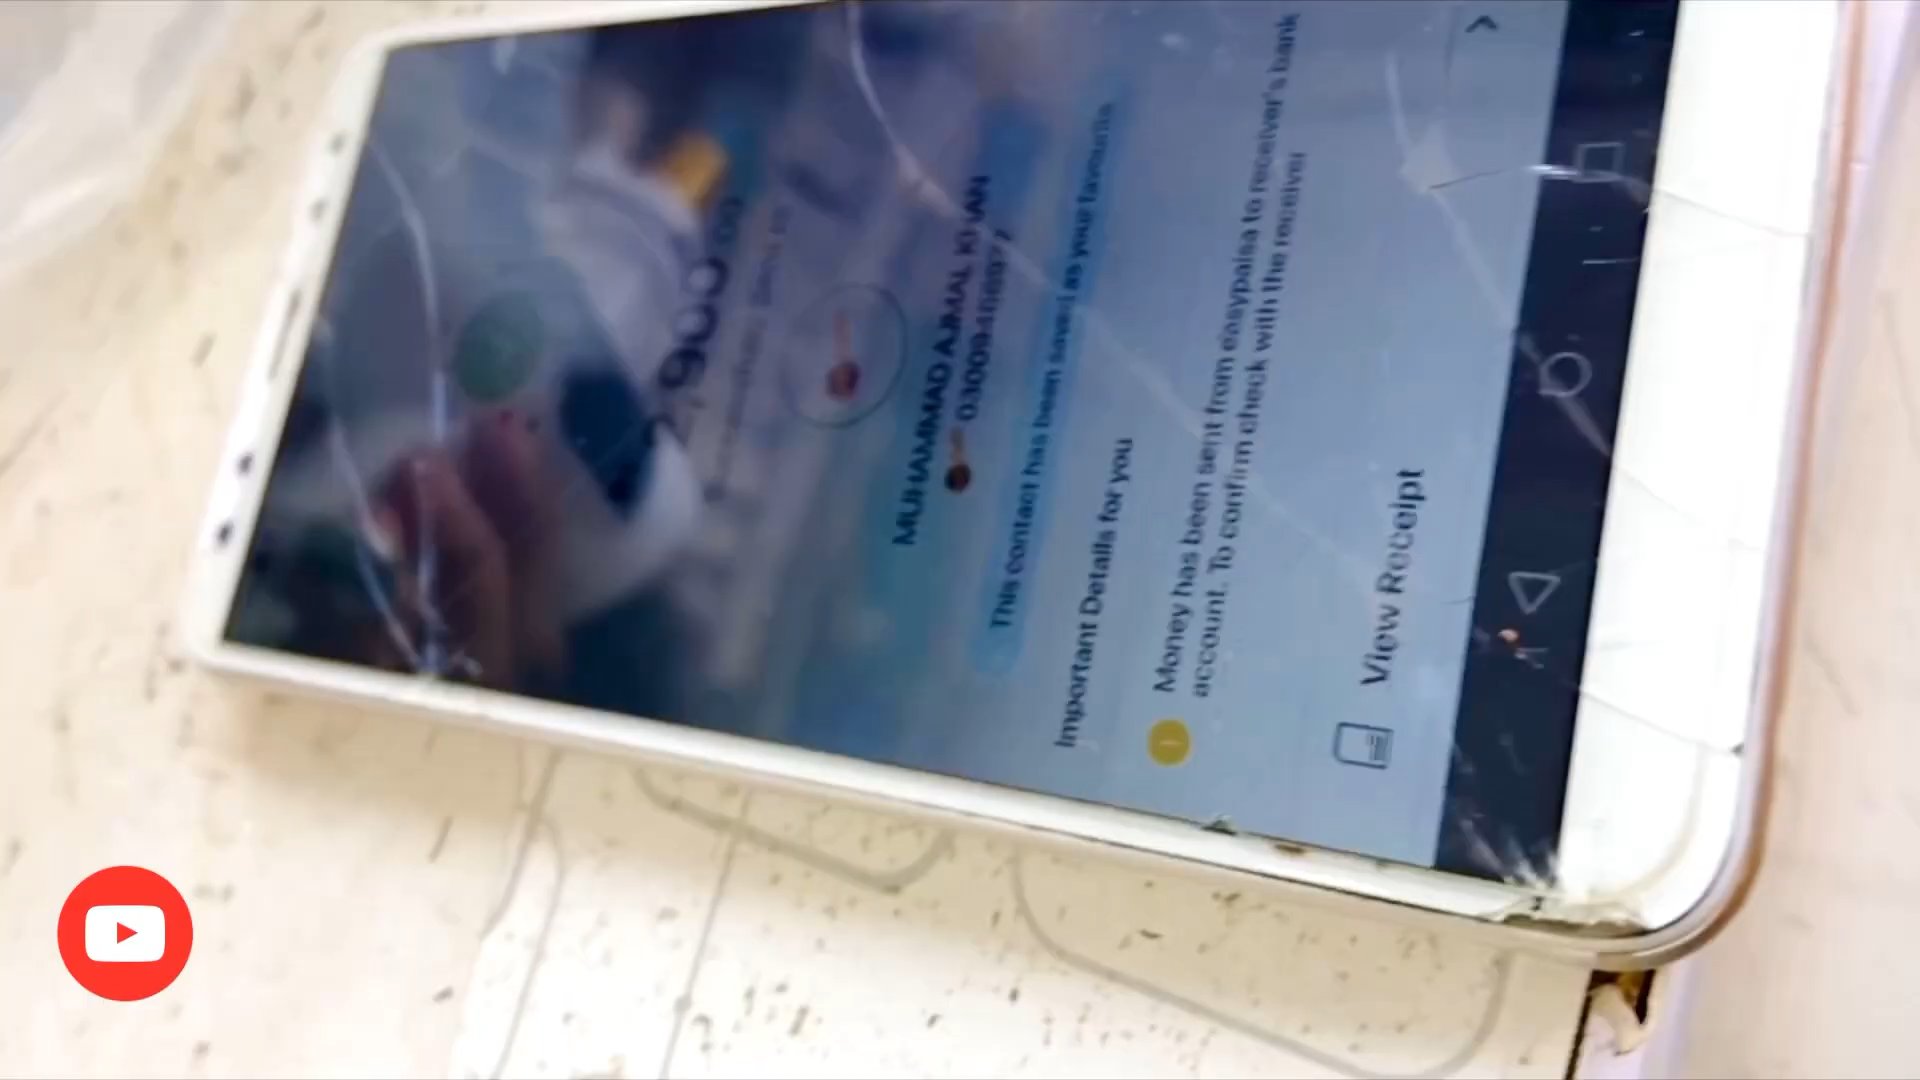 MUHAMMAD AJMAL KHAN
This contact has been saved as your favourite
Important Details for you
Money has been sent from easypaisa to receiver's bank
account. To confirm check with the receiver
View Receipt